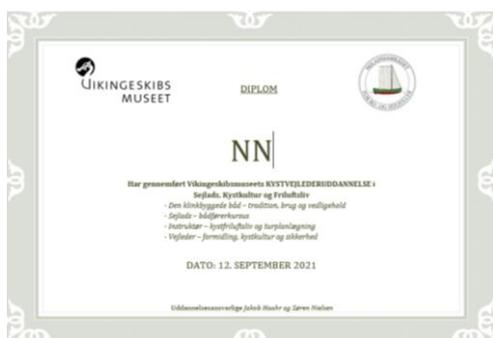 VIKINGESKIBS
MUSEET
DIPLOM
NN
Har gennemført Vikingeskibsmuseets KYSTVEJLEDERUDDANNELSE i
Sejlads, Kystkultur og Friluftsliv
- Den klinkbyggede båd – tradition, brug og vedligehold
- Sejlads – bådførerkursus
- Instruktør – kystfriluftsliv og turplanlægning
- Vejleder – formidling, kystkultur og sikkerhed
DATO: 12. SEPTEMBER 2021
Uddannelsesansvarlige Jakob Haahr og Søren Nielsen